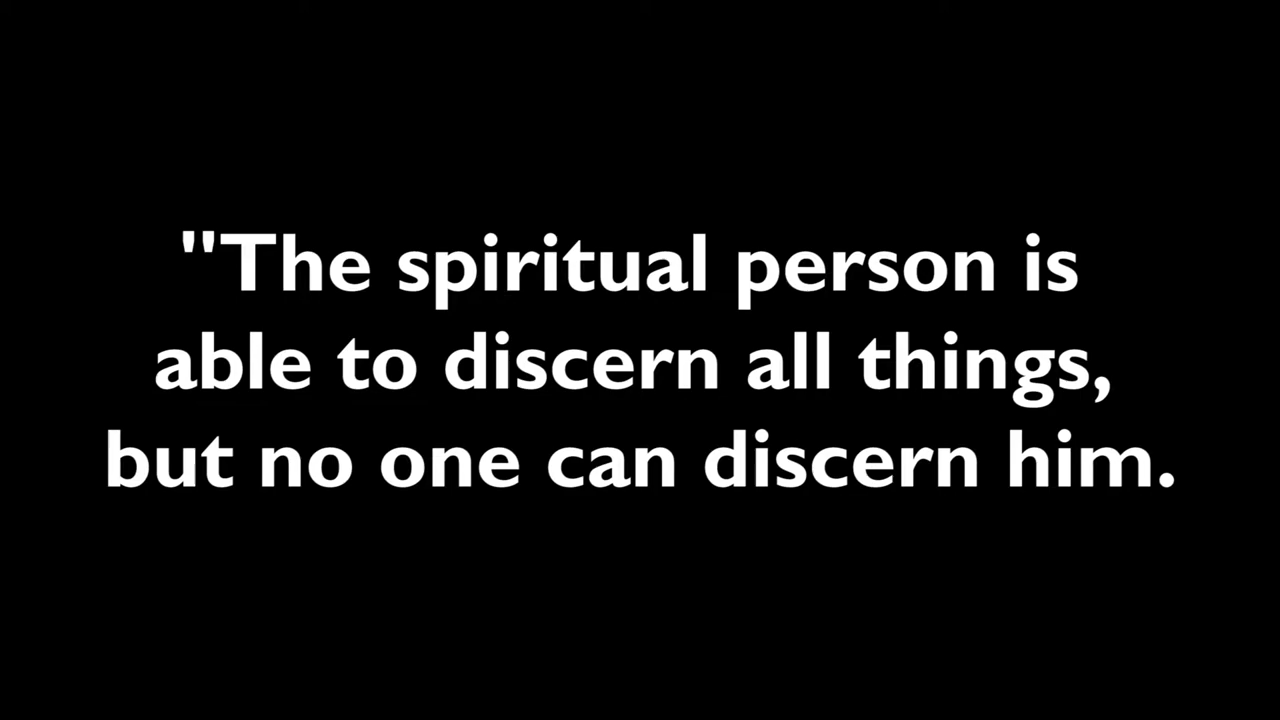 "The spiritual person is
able to discern all things,
but no one can discern him.